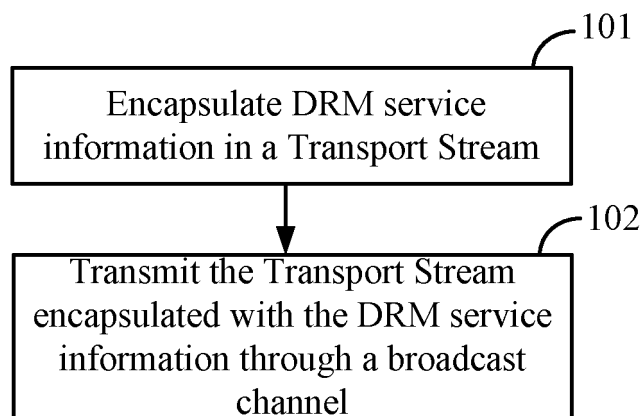 101
Encapsulate DRM service
information in a Transport Stream
102
Transmit the Transport Stream
encapsulated with the DRM service
information through a broadcast
channel